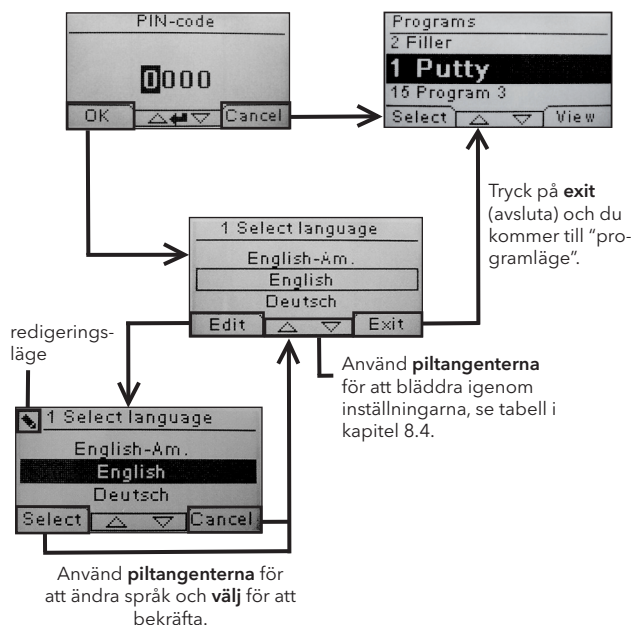 PIN-code
0000
OK
Cancel
Programs
2 Filler
1 Putty
15 Program 3
Select
View
Tryck på exit
(avsluta) och du
kommer till ”pro-
gramläge”.
1 Select language
English-Am.
English
Deutsch
Edit
Exit
redigerings-
läge
Använd piltangenterna
för att bläddra igenom
inställningarna, se tabell i
kapitel 8.4.
1 Select language
English-Am.
English
Deutsch
Select
Cancel
Använd piltangenterna för
att ändra språk och välj för att
bekräfta.